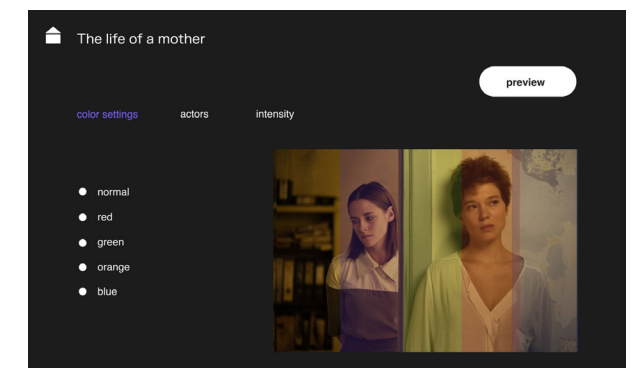 The life of a mother
preview
color settings actors intensity
normal
red
green
orange
blue